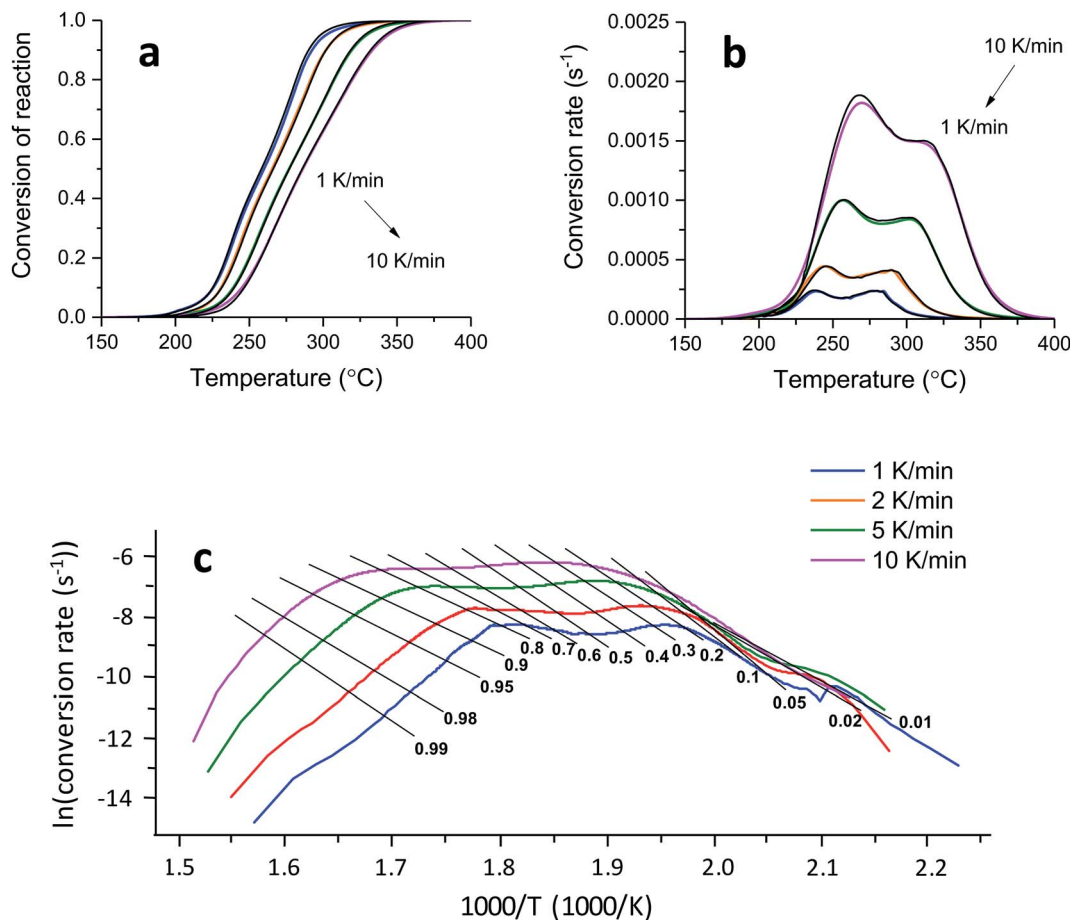 a
Conversion of reaction
1.0
0.8
0.6
0.4
0.2
0.0
1 K/min
10 K/min
150 200 250 300 350 400
Temperature (°C)
b
Conversion rate (s⁻¹)
0.0025
0.0020
0.0015
0.0010
0.0005
0.0000
10 K/min
1 K/min
150 200 250 300 350 400
Temperature (°C)
1 K/min
2 K/min
5 K/min
10 K/min
c
ln(conversion rate (s⁻¹))
-6
-8
-10
-12
-14
0.99
0.98
0.95
0.9
0.8
0.7
0.6
0.5
0.4
0.3
0.2
0.1
0.05
0.02
0.01
1.5 1.6 1.7 1.8 1.9 2.0 2.1 2.2
1000/T (1000/K)